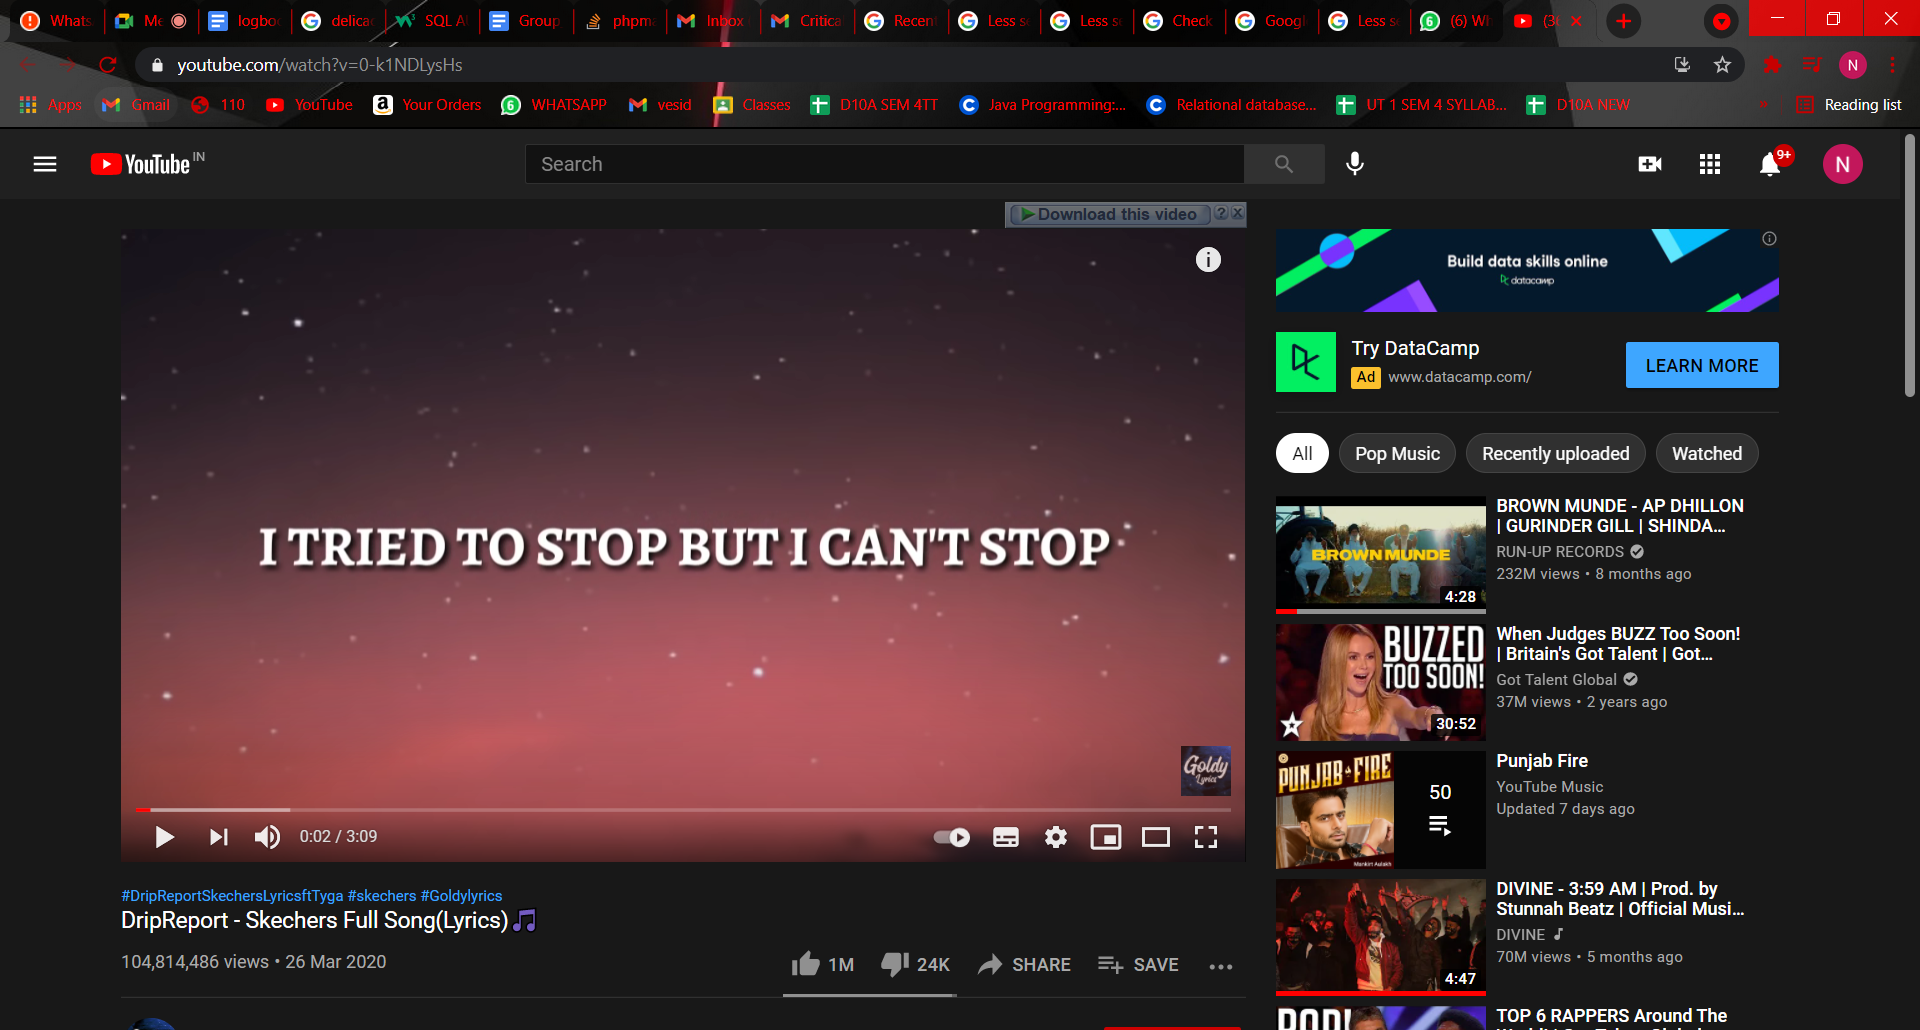 Whats
Me
logbo
delica
SQL A
Group
phpm
Inbox
Critica
Recen
Less s
Less s
Check
Googl
Less s
(6) Wh
(3
youtube.com/watch?v=0-k1NDLysHs
N
Apps
Gmail
110
YouTube
Your Orders
WHATSAPP
vesid
Classes
D10A SEM 4TT
Java Programming:...
Relational database...
UT 1 SEM 4 SYLLAB...
D10A NEW
»
Reading list
YouTube IN
Search
9+
N
Download this video ? X
Build data skills online
datacamp
Try DataCamp
Ad www.datacamp.com/
LEARN MORE
I TRIED TO STOP BUT I CAN'T STOP
Goldy
Lyrics
0:02 / 3:09
#DripReportSkechersLyricsftTyga #skechers #Goldylyrics
DripReport - Skechers Full Song(Lyrics)🎵
104,814,486 views • 26 Mar 2020
1M
24K
SHARE
SAVE
All
Pop Music
Recently uploaded
Watched
BROWN MUNDE
4:28
BROWN MUNDE - AP DHILLON
| GURINDER GILL | SHINDA...
RUN-UP RECORDS
232M views • 8 months ago
BUZZED
TOO SOON!
30:52
When Judges BUZZ Too Soon!
| Britain's Got Talent | Got...
Got Talent Global
37M views • 2 years ago
PUNJAB FIRE
Mankirt Aulakh
50
Punjab Fire
YouTube Music
Updated 7 days ago
4:47
DIVINE - 3:59 AM | Prod. by
Stunnah Beatz | Official Musi...
DIVINE
70M views • 5 months ago
TOP 6 RAPPERS Around The